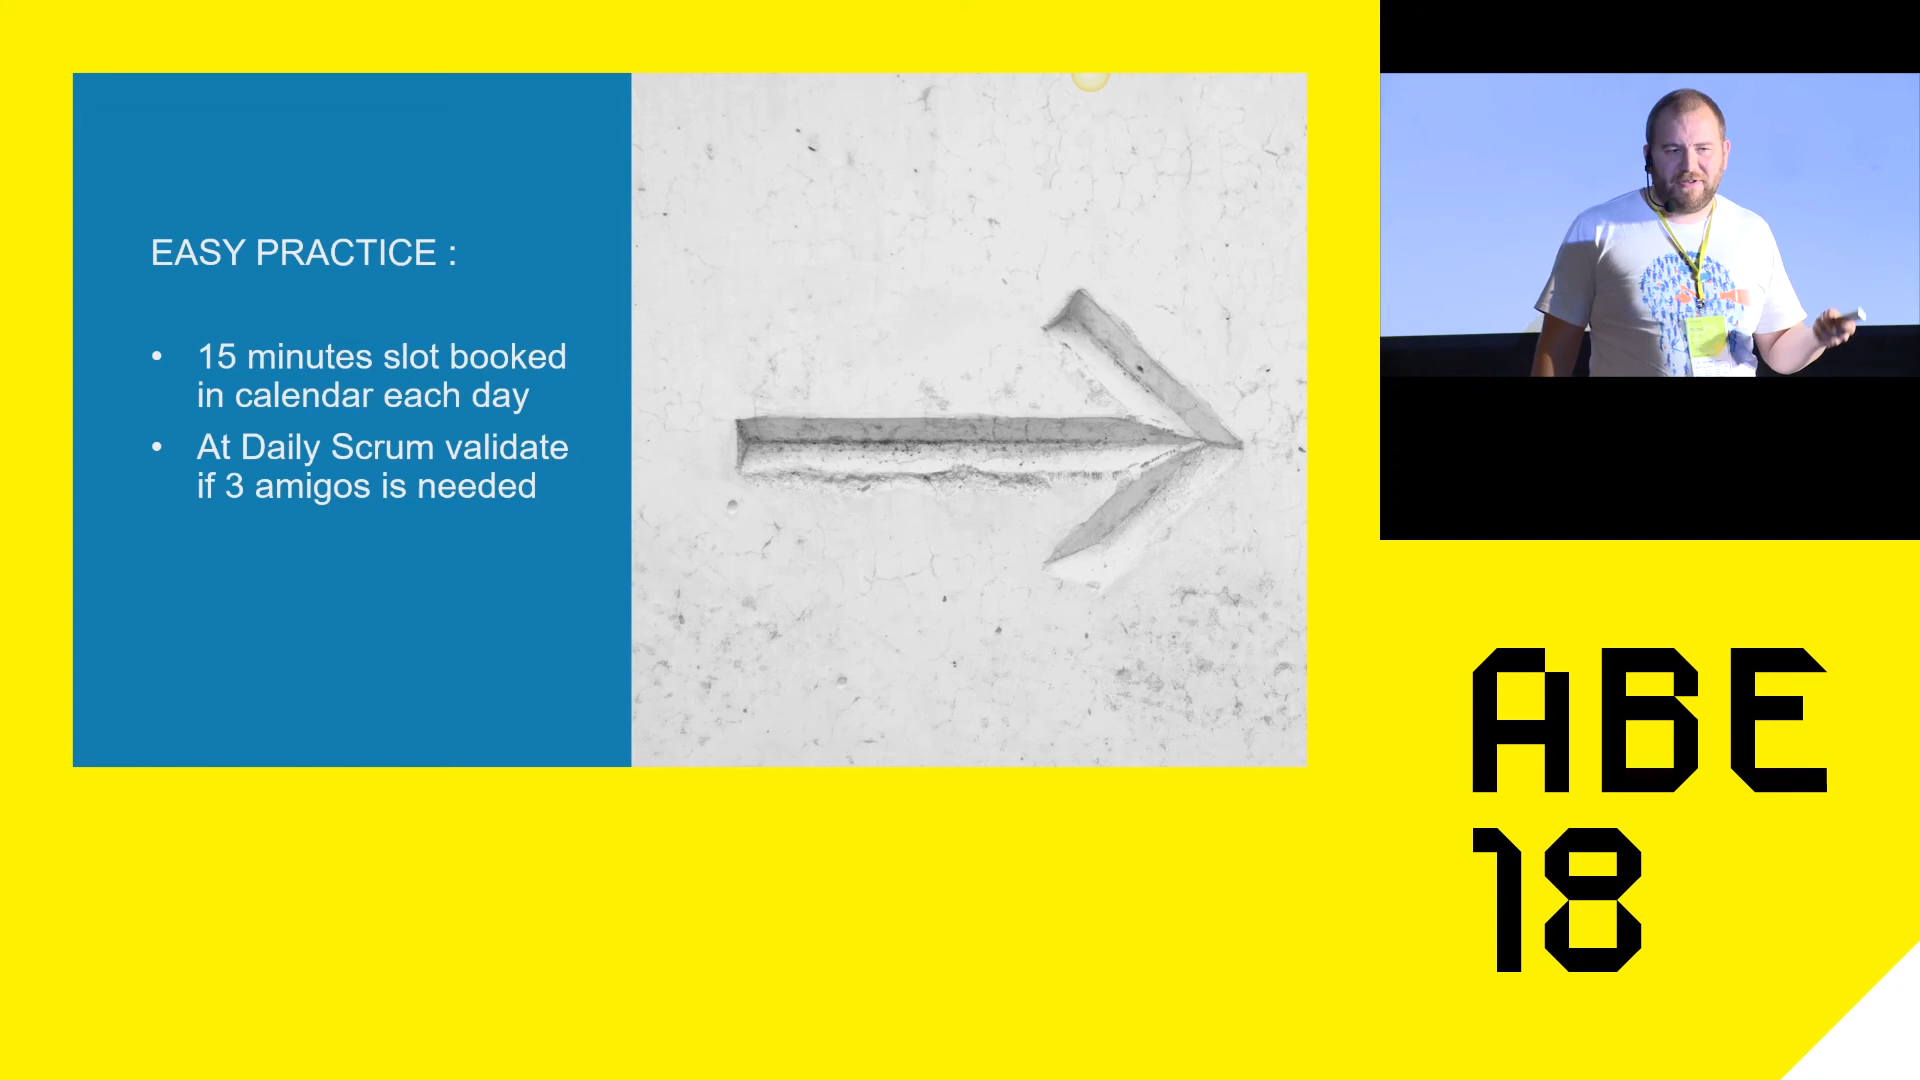 EASY PRACTICE :
• 15 minutes slot booked
in calendar each day
• At Daily Scrum validate
if 3 amigos is needed
ABE
18